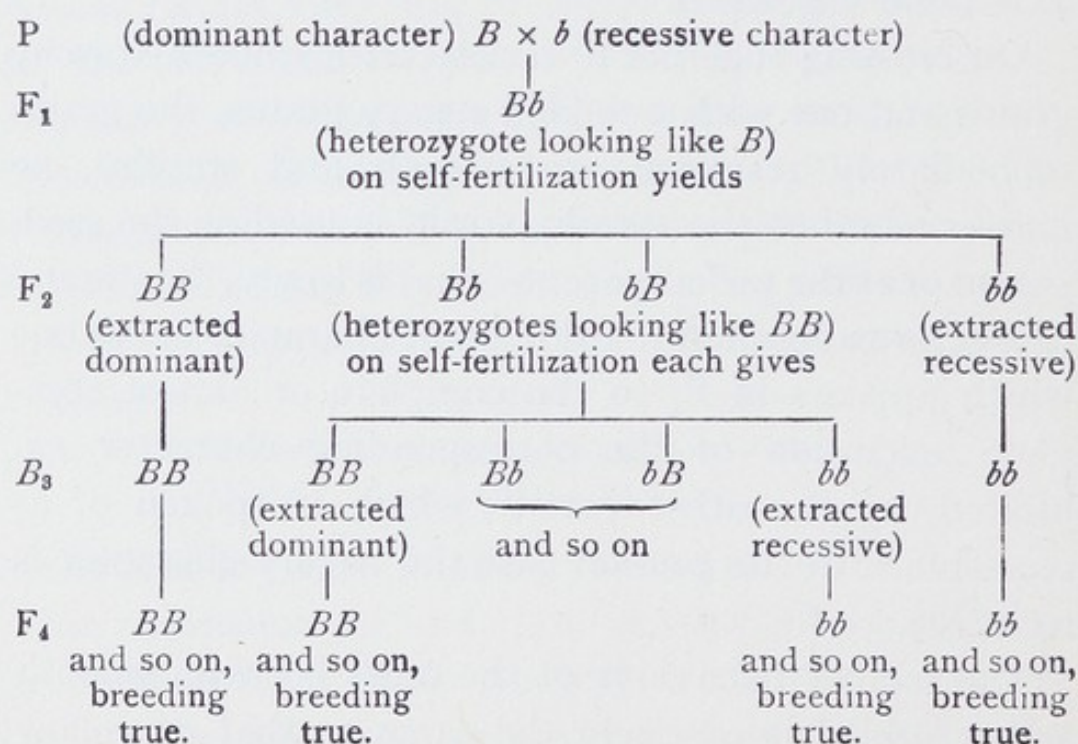 P (dominant character) B × b (recessive character)
F₁ Bb
(heterozygote looking like B)
on self-fertilization yields
F₂ BB Bb bB bb
(extracted (heterozygotes looking like BB) (extracted
dominant) on self-fertilization each gives recessive)
B₃ BB BB Bb bB bb bb
(extracted (extracted
dominant) and so on recessive)
F₄ BB BB bb bb
and so on, and so on, and so on, and so on,
breeding breeding breeding breeding
true. true. true. true.